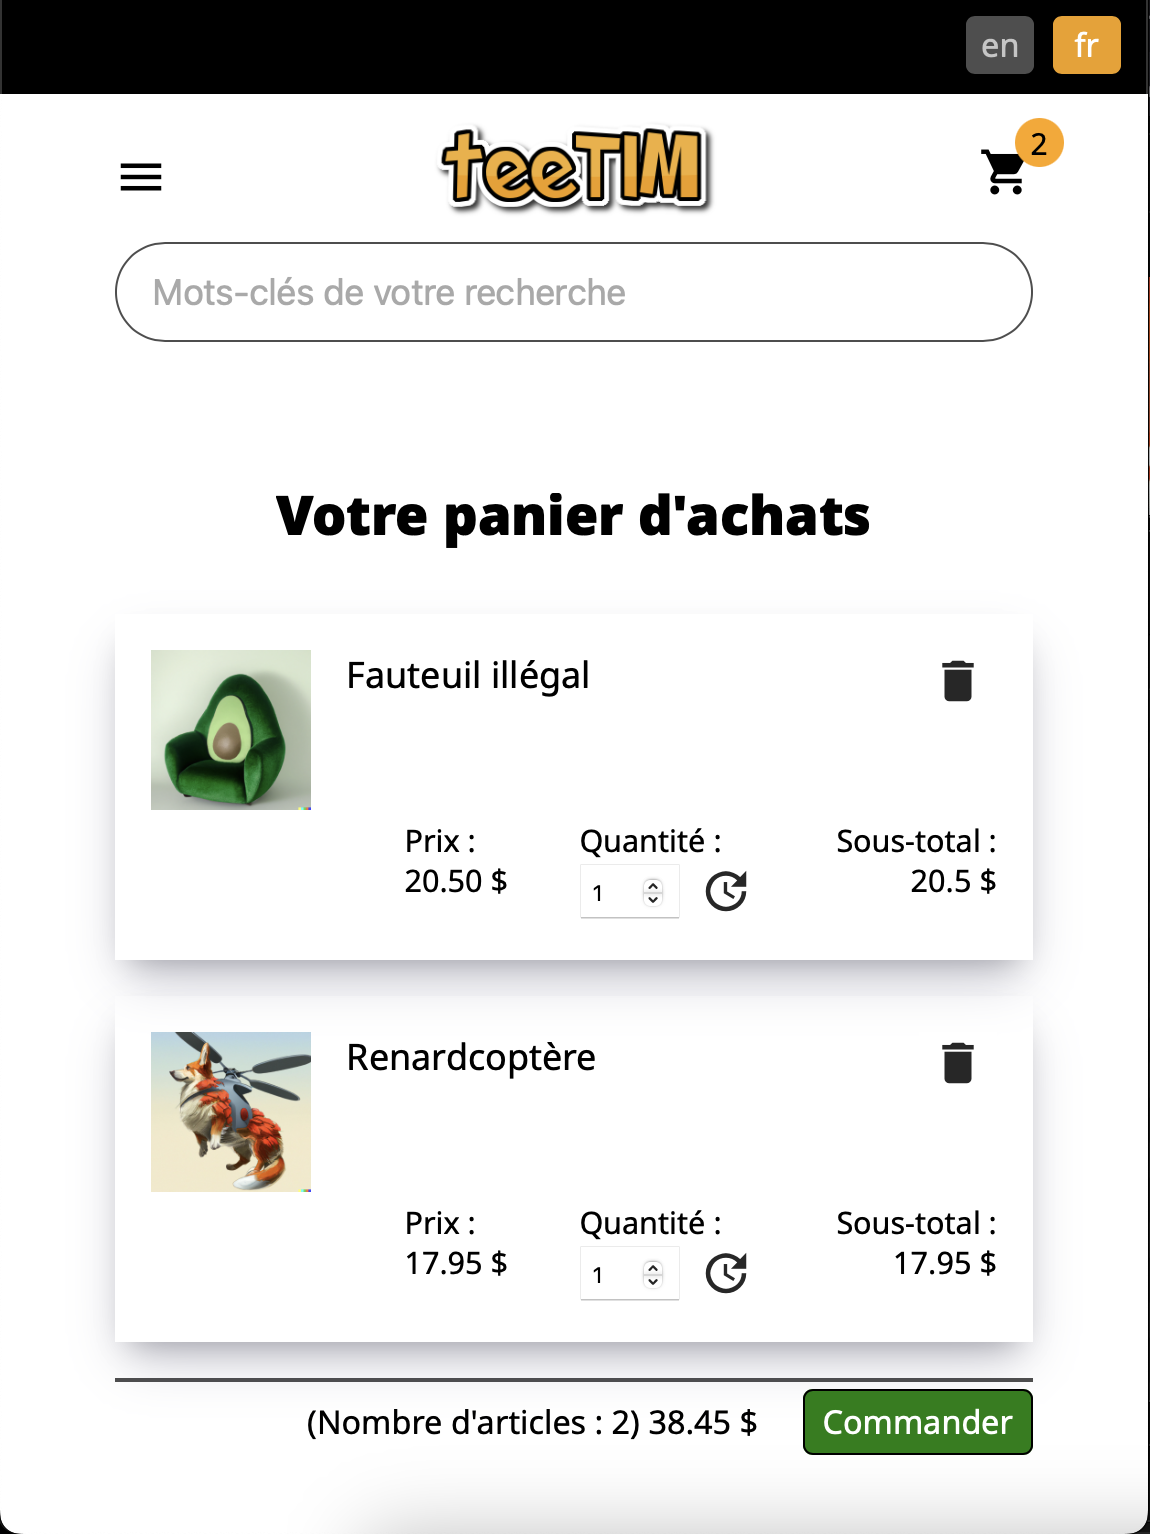 en fr
teeTIM
2
Mots-clés de votre recherche
Votre panier d'achats
Fauteuil illégal
Prix : Quantité : Sous-total :
20.50 $ 1 20.5 $
Renardcoptère
Prix : Quantité : Sous-total :
17.95 $ 1 17.95 $
(Nombre d'articles : 2) 38.45 $ Commander